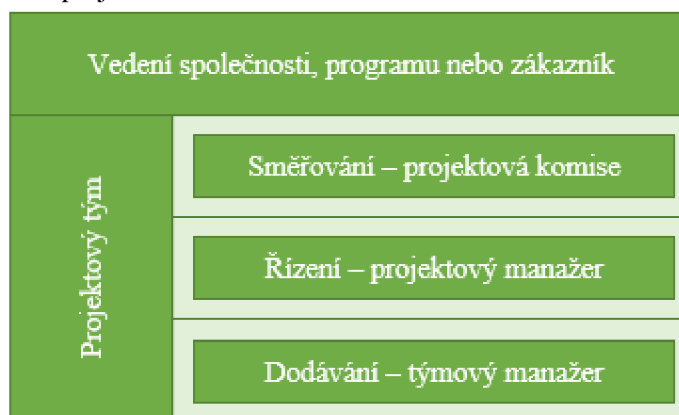 Vedení společnosti, programu nebo zákazník
Projektový tým
Směřování – projektová komise
Řízení – projektový manažer
Dodávání – týmový manažer